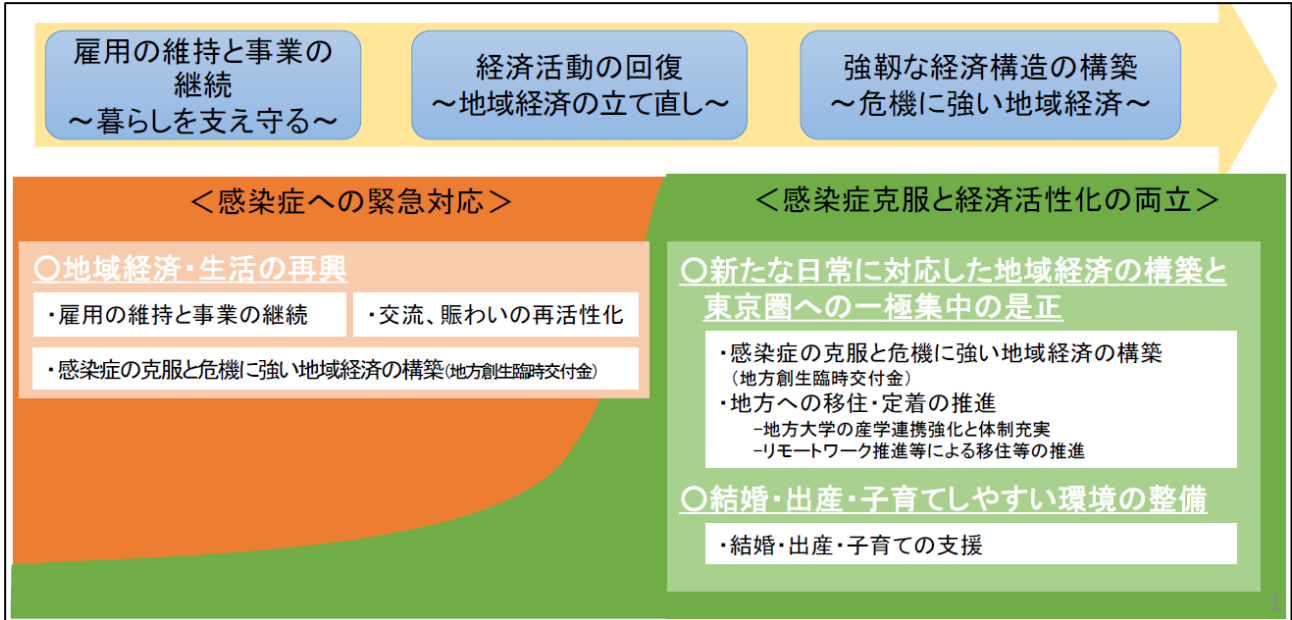 雇用の維持と事業の
継続
～暮らしを支え守る～
経済活動の回復
～地域経済の立て直し～
強靱な経済構造の構築
～危機に強い地域経済～
＜感染症への緊急対応＞
〇地域経済・生活の再興
・雇用の維持と事業の継続
・交流、賑わいの再活性化
・感染症の克服と危機に強い地域経済の構築(地方創生臨時交付金)
＜感染症克服と経済活性化の両立＞
〇新たな日常に対応した地域経済の構築と
東京圏への一極集中の是正
・感染症の克服と危機に強い地域経済の構築
（地方創生臨時交付金）
・地方への移住・定着の推進
−地方大学の産学連携強化と体制充実
−リモートワーク推進等による移住等の推進
〇結婚・出産・子育てしやすい環境の整備
・結婚・出産・子育ての支援
1